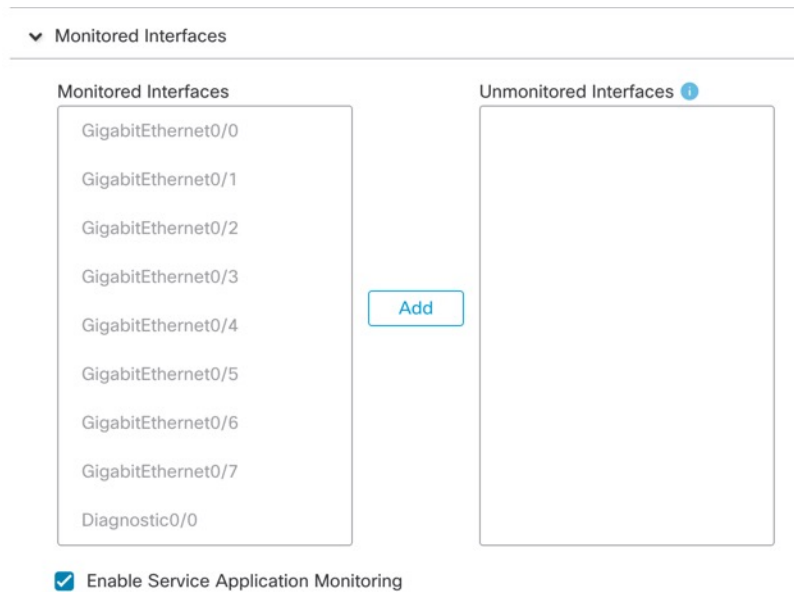 Monitored Interfaces
Monitored Interfaces
Unmonitored Interfaces
GigabitEthernet0/0
GigabitEthernet0/1
GigabitEthernet0/2
GigabitEthernet0/3
GigabitEthernet0/4
GigabitEthernet0/5
GigabitEthernet0/6
GigabitEthernet0/7
Diagnostic0/0
Add
Enable Service Application Monitoring